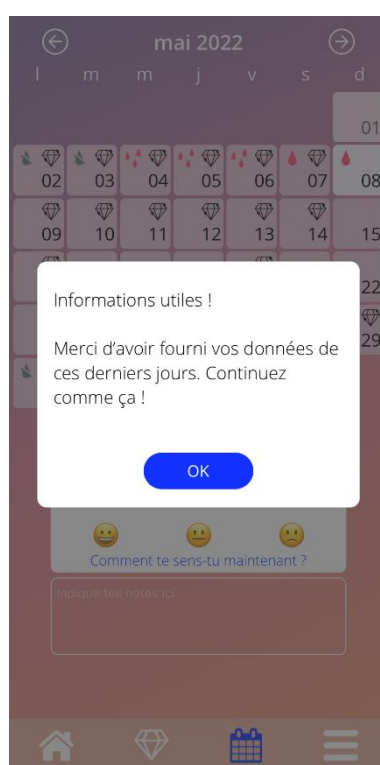 mai 2022
l m m j v s d
01
02 03 04 05 06 07 08
09 10 11 12 13 14 15
22
29
Informations utiles !
Merci d’avoir fourni vos données de
ces derniers jours. Continuez
comme ça !
OK
Comment te sens-tu maintenant ?
Indique tes notes ici